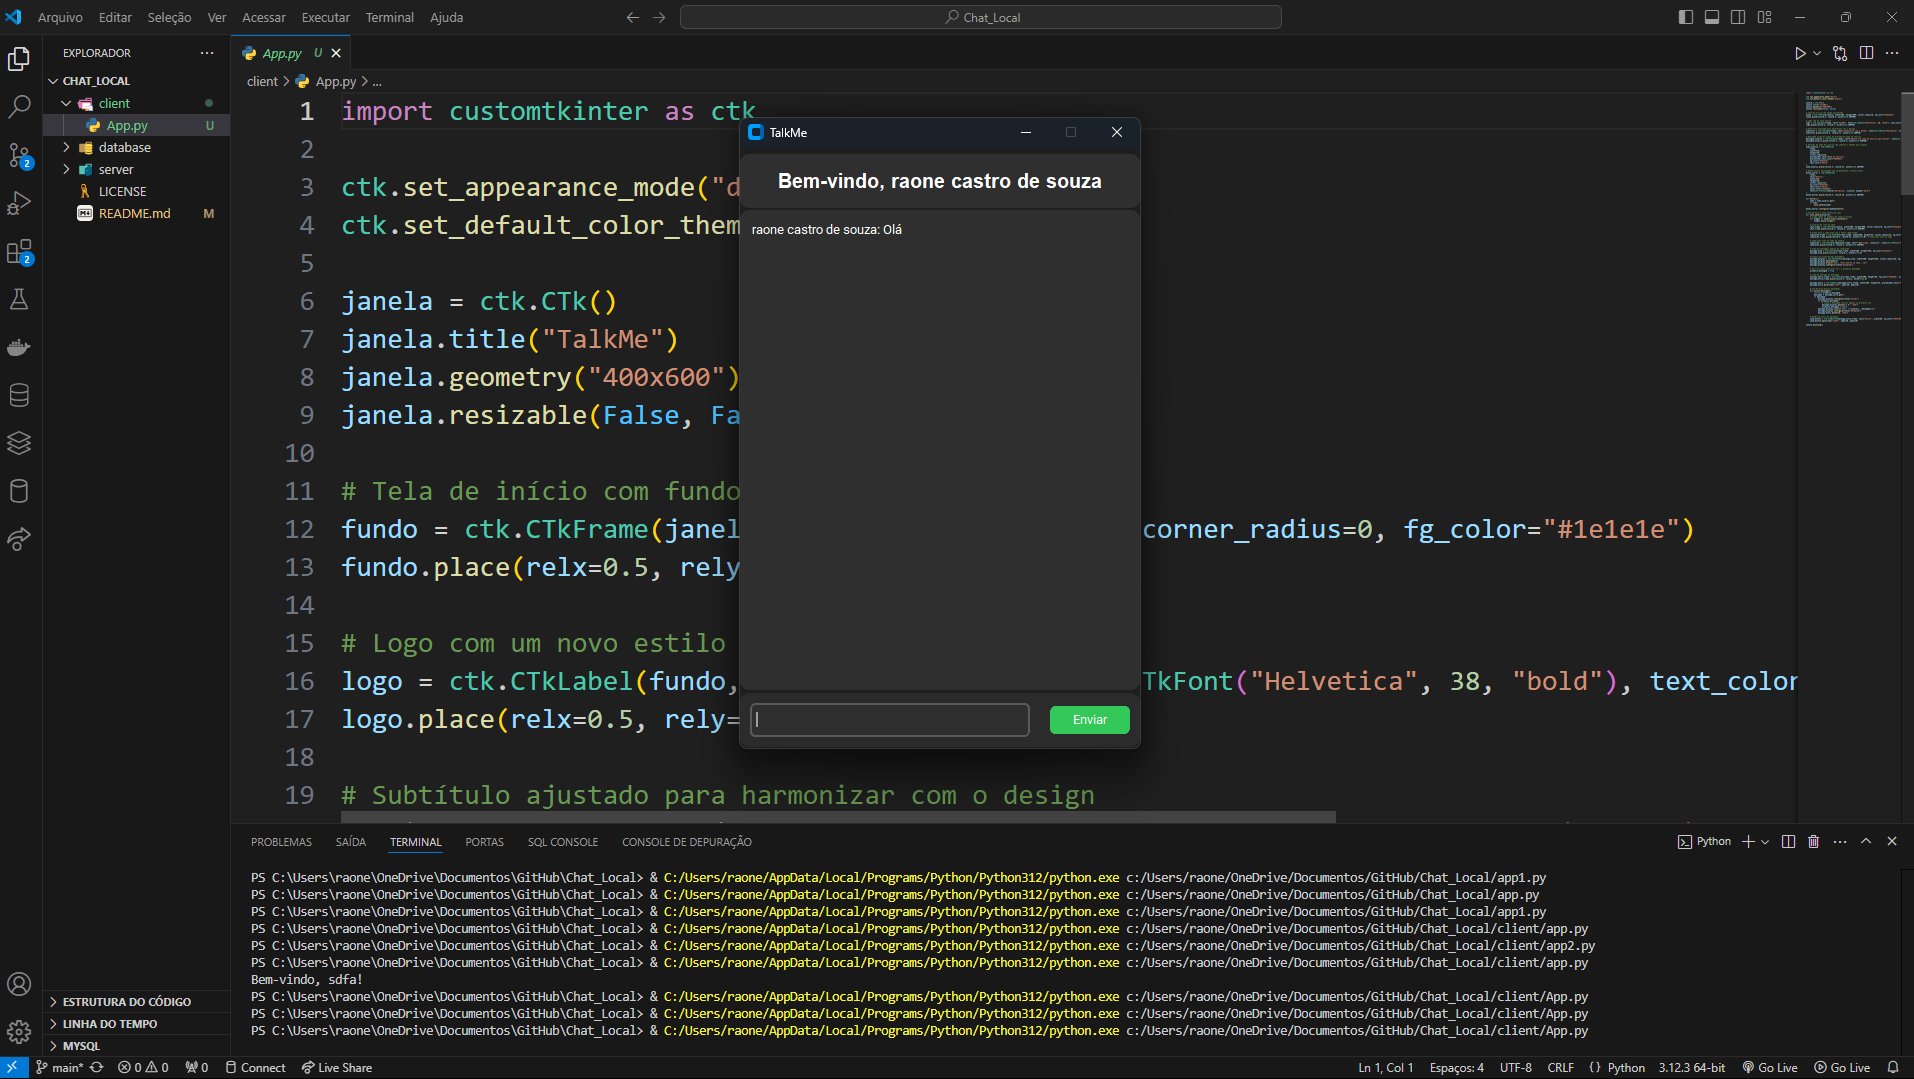 Arquivo Editar Seleção Ver Acessar Executar Terminal Ajuda
Chat_Local
EXPLORADOR
CHAT_LOCAL
client
App.py U
database
server
LICENSE
README.md M
App.py U
client > App.py > ...
1 import customtkinter as ctk
2
3 ctk.set_appearance_mode("d
4 ctk.set_default_color_them
5
6 janela = ctk.CTk()
7 janela.title("TalkMe")
8 janela.geometry("400x600")
9 janela.resizable(False, Fa
10
11 # Tela de início com fundo
12 fundo = ctk.CTkFrame(janel corner_radius=0, fg_color="#1e1e1e")
13 fundo.place(relx=0.5, rely
14
15 # Logo com um novo estilo
16 logo = ctk.CTkLabel(fundo, TkFont("Helvetica", 38, "bold"), text_color
17 logo.place(relx=0.5, rely=
18
19 # Subtítulo ajustado para harmonizar com o design
TalkMe
Bem-vindo, raone castro de souza
raone castro de souza: Olá
Enviar
2
2
PROBLEMAS SAÍDA TERMINAL PORTAS SQL CONSOLE CONSOLE DE DEPURAÇÃO
Python
PS C:\Users\raone\OneDrive\Documentos\GitHub\Chat_Local> & C:/Users/raone/AppData/Local/Programs/Python/Python312/python.exe c:/Users/raone/OneDrive/Documentos/GitHub/Chat_Local/app1.py
PS C:\Users\raone\OneDrive\Documentos\GitHub\Chat_Local> & C:/Users/raone/AppData/Local/Programs/Python/Python312/python.exe c:/Users/raone/OneDrive/Documentos/GitHub/Chat_Local/app.py
PS C:\Users\raone\OneDrive\Documentos\GitHub\Chat_Local> & C:/Users/raone/AppData/Local/Programs/Python/Python312/python.exe c:/Users/raone/OneDrive/Documentos/GitHub/Chat_Local/app1.py
PS C:\Users\raone\OneDrive\Documentos\GitHub\Chat_Local> & C:/Users/raone/AppData/Local/Programs/Python/Python312/python.exe c:/Users/raone/OneDrive/Documentos/GitHub/Chat_Local/client/app.py
PS C:\Users\raone\OneDrive\Documentos\GitHub\Chat_Local> & C:/Users/raone/AppData/Local/Programs/Python/Python312/python.exe c:/Users/raone/OneDrive/Documentos/GitHub/Chat_Local/client/app2.py
PS C:\Users\raone\OneDrive\Documentos\GitHub\Chat_Local> & C:/Users/raone/AppData/Local/Programs/Python/Python312/python.exe c:/Users/raone/OneDrive/Documentos/GitHub/Chat_Local/client/app.py
Bem-vindo, sdfa!
PS C:\Users\raone\OneDrive\Documentos\GitHub\Chat_Local> & C:/Users/raone/AppData/Local/Programs/Python/Python312/python.exe c:/Users/raone/OneDrive/Documentos/GitHub/Chat_Local/client/App.py
PS C:\Users\raone\OneDrive\Documentos\GitHub\Chat_Local> & C:/Users/raone/AppData/Local/Programs/Python/Python312/python.exe c:/Users/raone/OneDrive/Documentos/GitHub/Chat_Local/client/App.py
PS C:\Users\raone\OneDrive\Documentos\GitHub\Chat_Local> & C:/Users/raone/AppData/Local/Programs/Python/Python312/python.exe c:/Users/raone/OneDrive/Documentos/GitHub/Chat_Local/client/App.py
ESTRUTURA DO CÓDIGO
LINHA DO TEMPO
MYSQL
main* 0 0 0 Connect Live Share Ln 1, Col 1 Espaços: 4 UTF-8 CRLF {} Python 3.12.3 64-bit Go Live Go Live